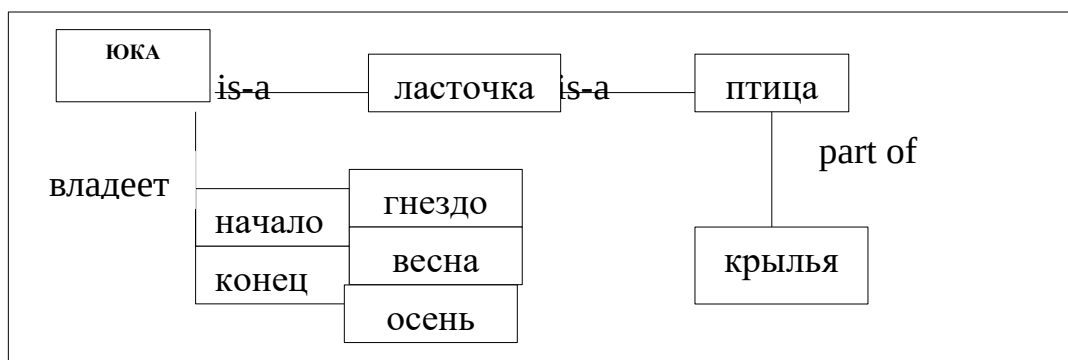 ЮКА
is-a
ласточка
is-a
птица
part of
владеет
гнездо
начало
весна
конец
осень
крылья